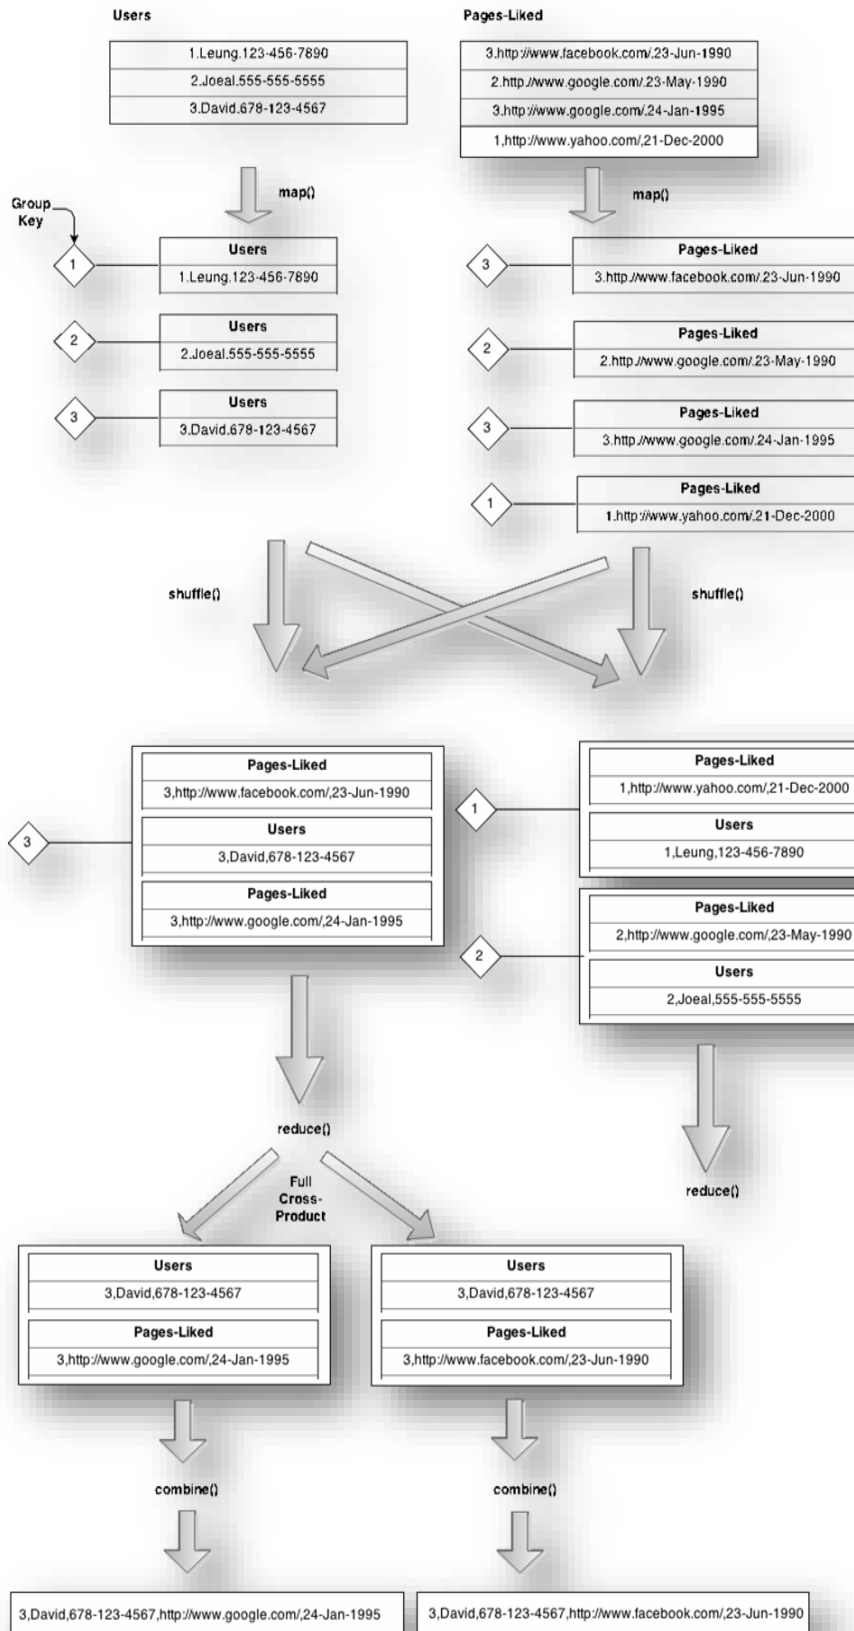 Users
Pages-Liked
1.Leung.123-456-7890
2.Joeal.555-555-5555
3.David.678-123-4567
3.http://www.facebook.com/.23-Jun-1990
2.http://www.google.com/.23-May-1990
3.http://www.google.com/.24-Jan-1995
1,http://www.yahoo.com/,21-Dec-2000
map()
map()
Group
Key
1
Users
1.Leung.123-456-7890
2
Users
2.Joeal.555-555-5555
3
Users
3.David.678-123-4567
3
Pages-Liked
3.http://www.facebook.com/.23-Jun-1990
2
Pages-Liked
2.http://www.google.com/.23-May-1990
3
Pages-Liked
3.http://www.google.com/.24-Jan-1995
1
Pages-Liked
1.http://www.yahoo.com/.21-Dec-2000
shuffle()
shuffle()
3
Pages-Liked
3,http://www.facebook.com/,23-Jun-1990
Users
3,David,678-123-4567
Pages-Liked
3,http://www.google.com/,24-Jan-1995
1
Pages-Liked
1,http://www.yahoo.com/,21-Dec-2000
Users
1,Leung,123-456-7890
2
Pages-Liked
2,http://www.google.com/,23-May-1990
Users
2,Joeal,555-555-5555
reduce()
reduce()
Full
Cross-
Product
Users
3,David,678-123-4567
Pages-Liked
3,http://www.google.com/,24-Jan-1995
Users
3,David,678-123-4567
Pages-Liked
3,http://www.facebook.com/,23-Jun-1990
combine()
combine()
3,David,678-123-4567,http://www.google.com/,24-Jan-1995
3,David,678-123-4567,http://www.facebook.com/,23-Jun-1990